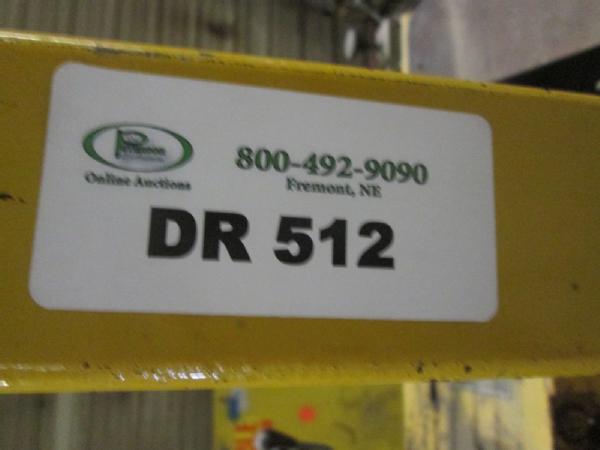 Online Auctions
800-492-9090
Fremont, NE
DR 512